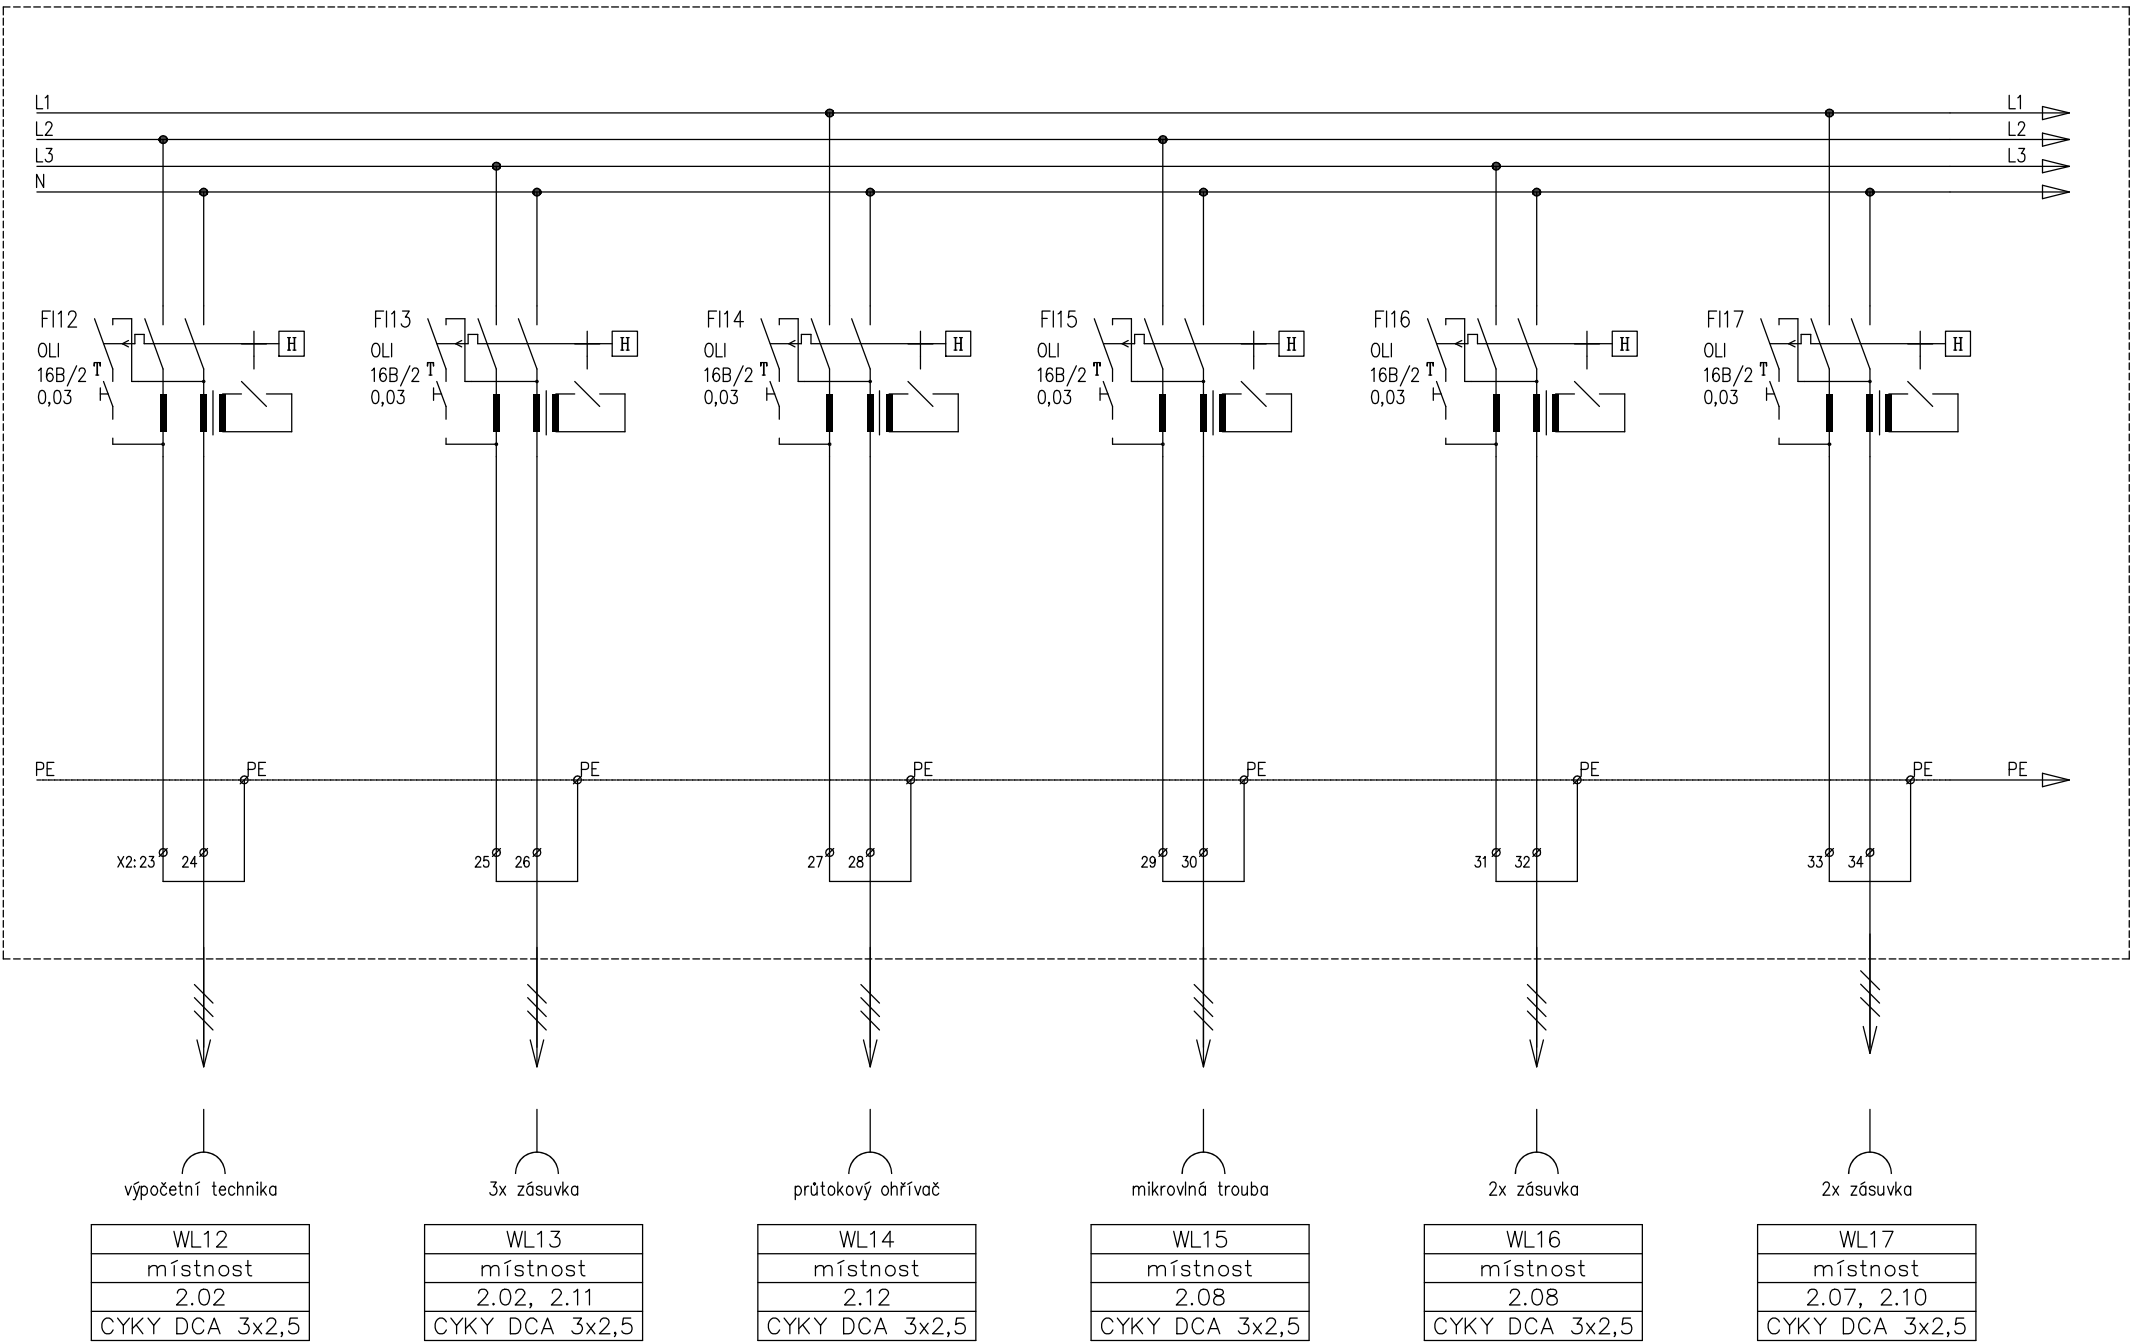 L1 L1
L2 L2
L3 L3
N
FI12 FI13 FI14 FI15 FI16 FI17
H H H H H H
OLI OLI OLI OLI OLI OLI
16B/2 T 16B/2 T 16B/2 T 16B/2 T 16B/2 T 16B/2 T
0,03 0,03 0,03 0,03 0,03 0,03
PE PE PE PE PE PE PE PE
X2:23 24 25 26 27 28 29 30 31 32 33 34
výpočetní technika 3x zásuvka průtokový ohřívač mikrovlná trouba 2x zásuvka 2x zásuvka
WL12 WL13 WL14 WL15 WL16 WL17
místnost místnost místnost místnost místnost místnost
2.02 2.02, 2.11 2.12 2.08 2.08 2.07, 2.10
CYKY DCA 3x2,5 CYKY DCA 3x2,5 CYKY DCA 3x2,5 CYKY DCA 3x2,5 CYKY DCA 3x2,5 CYKY DCA 3x2,5